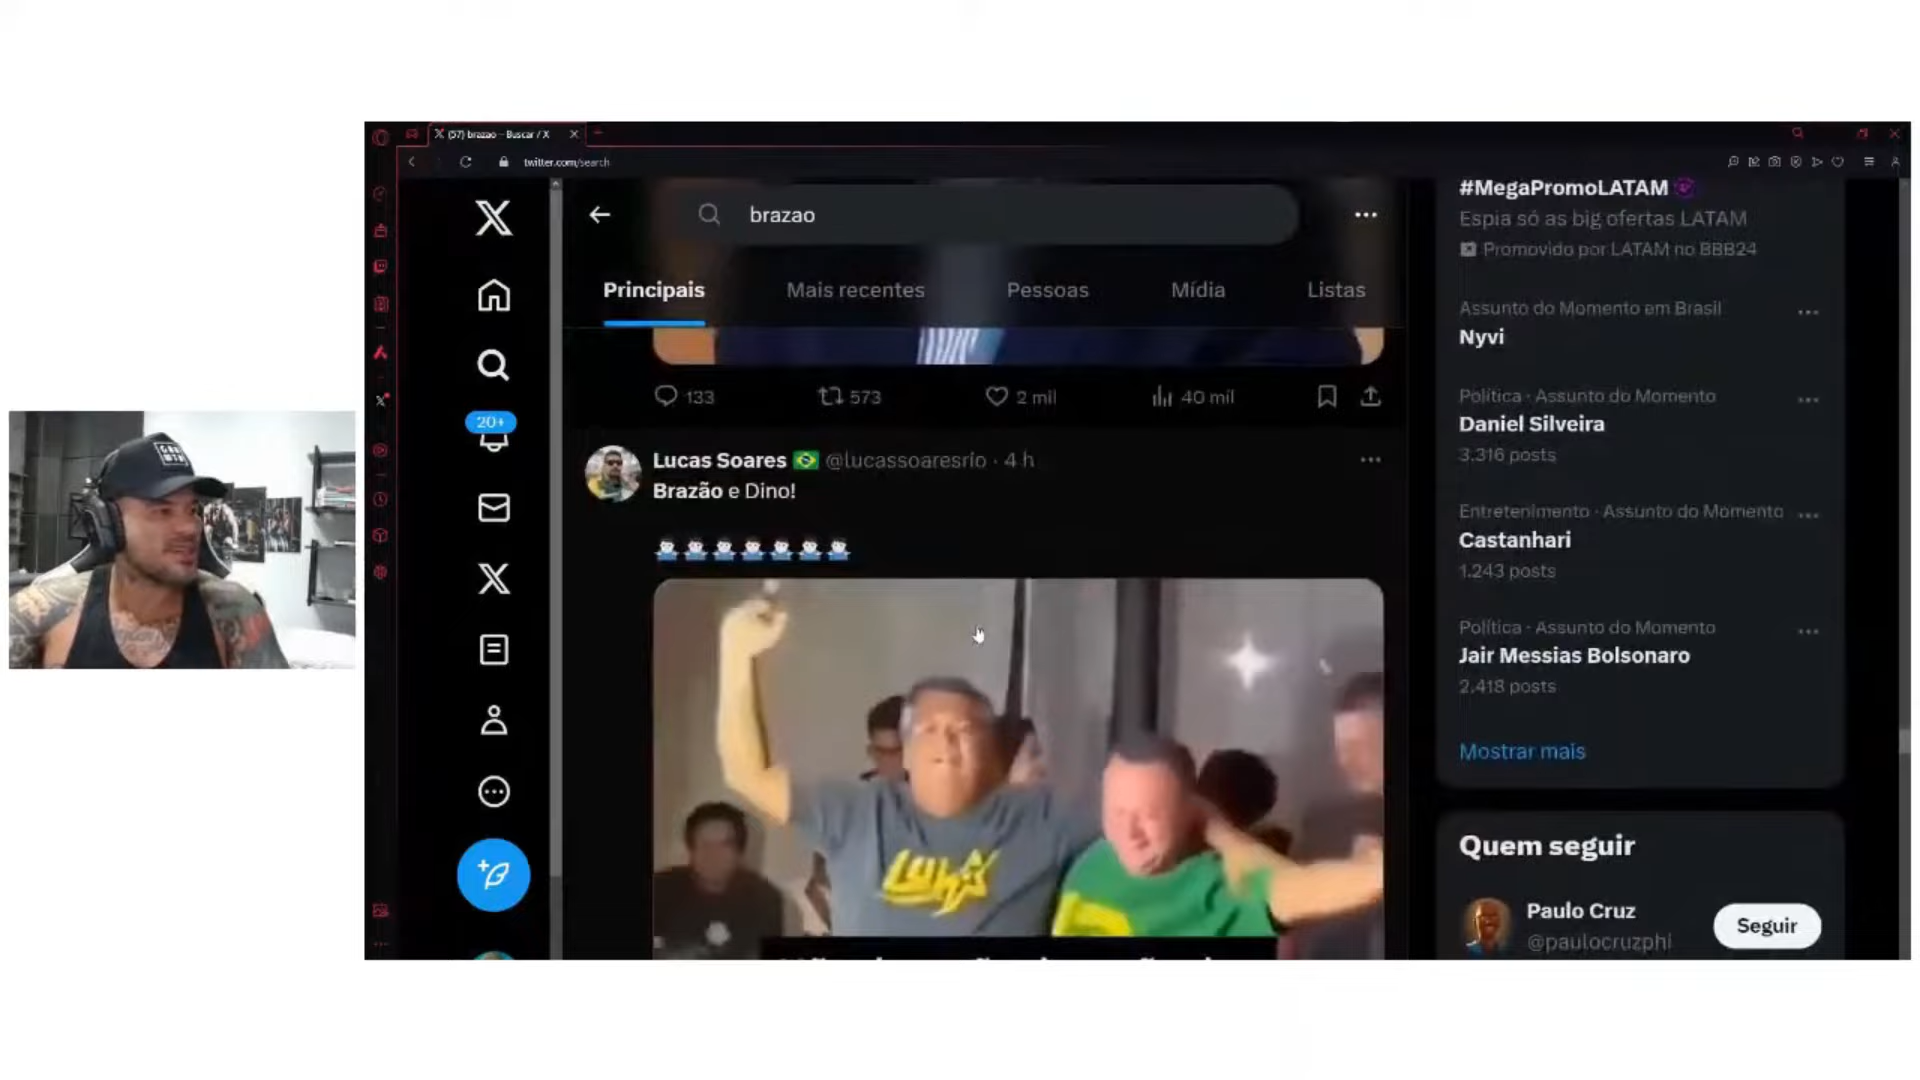 (57) brazao - Buscar / X
twitter.com/search
brazao
Principais
Mais recentes
Pessoas
Mídia
Listas
133
573
2 mil
40 mil
20+
Lucas Soares @lucassoaresrio · 4 h
Brazão e Dino!
#MegaPromoLATAM
Espia só as big ofertas LATAM
Promovido por LATAM no BBB24
Assunto do Momento em Brasil
Nyvi
Política · Assunto do Momento
Daniel Silveira
3.316 posts
Entretenimento · Assunto do Momento
Castanhari
1.243 posts
Política · Assunto do Momento
Jair Messias Bolsonaro
2.418 posts
Mostrar mais
Quem seguir
Paulo Cruz
@paulocruzphi
Seguir